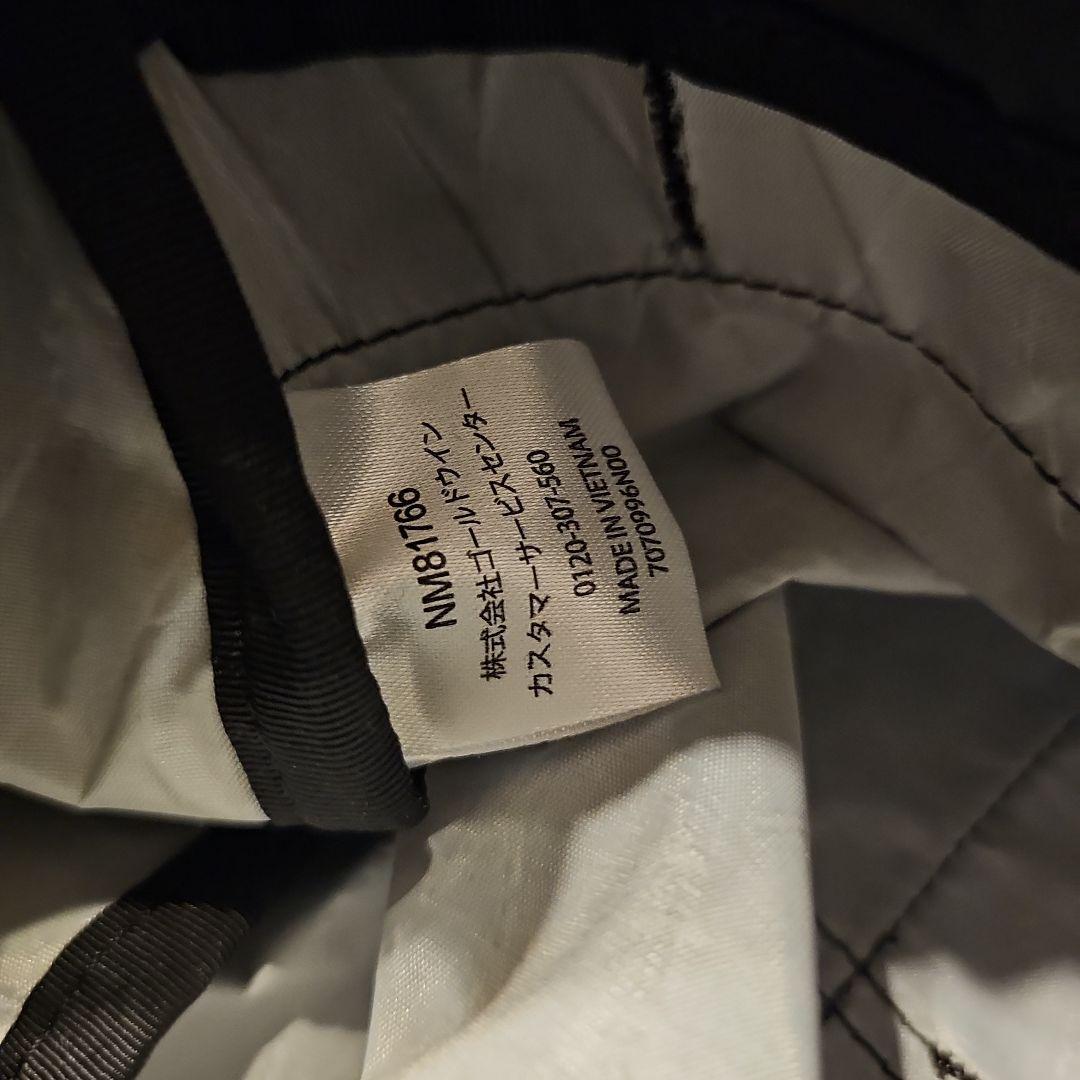 NM81766
株式会社ゴールドウイン
カスタマーサービスセンター
0120-307-560
MADE IN VIETNAM
7070996N00